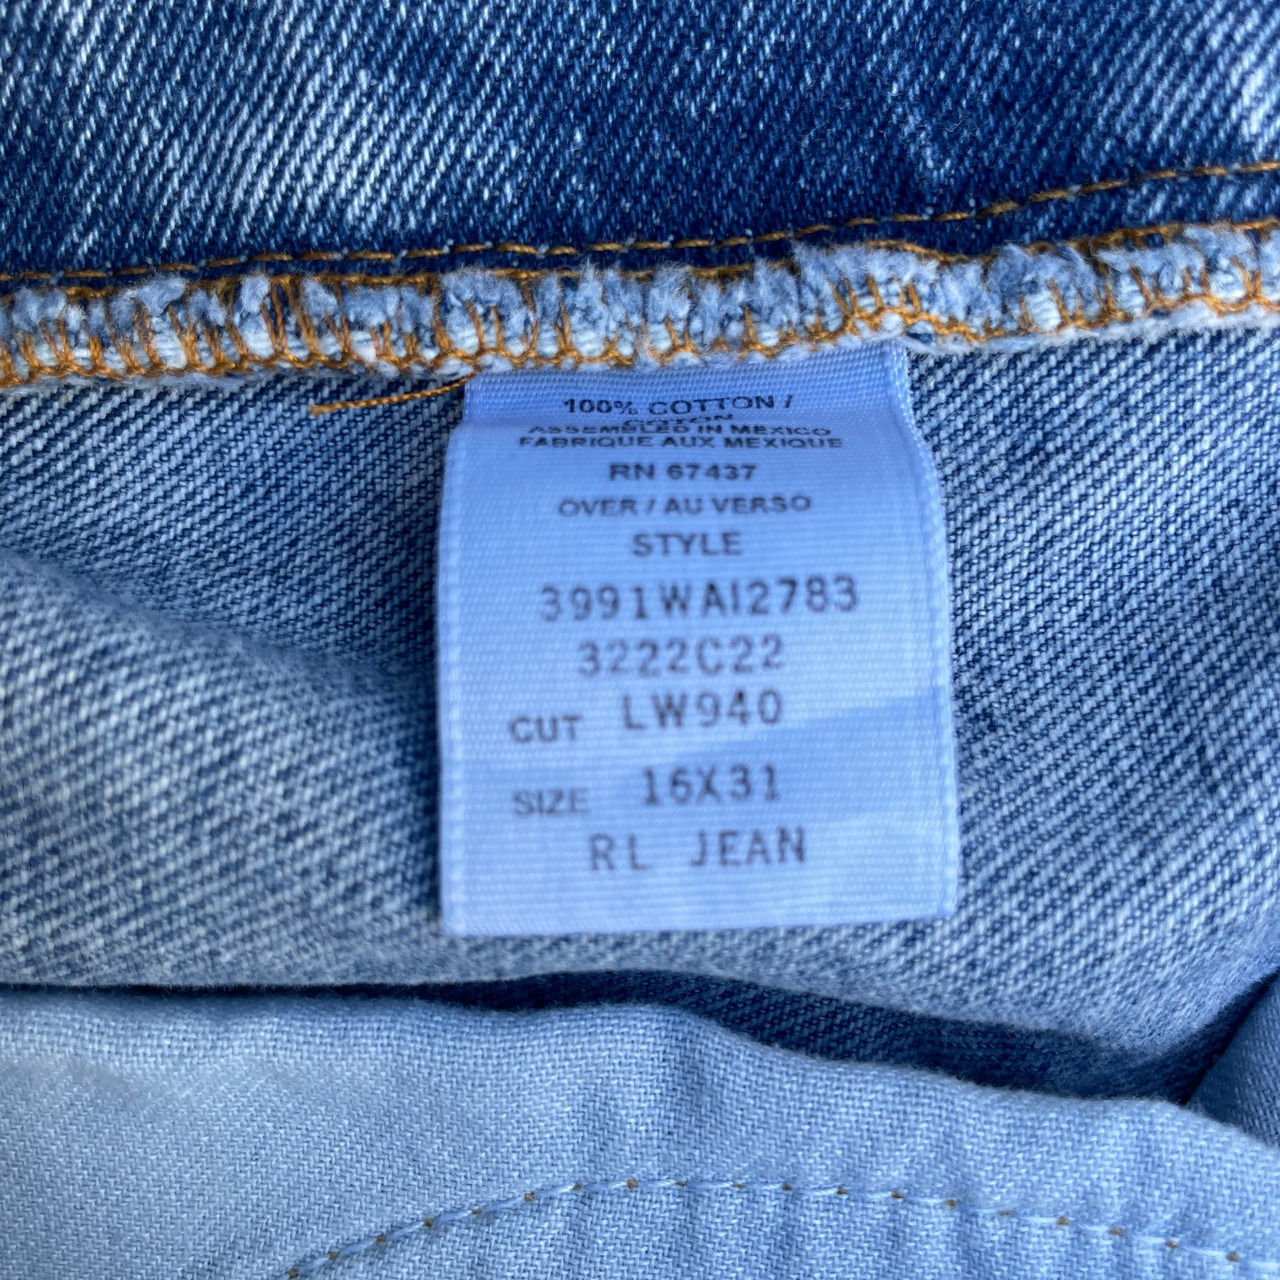 100% COTTON /
COTON
ASSEMBLED IN MEXICO
FABRIQUE AUX MEXIQUE
RN 67437
OVER / AU VERSO
STYLE
3991WAI2783
3222C22
CUT LW940
SIZE 16X31
RL JEAN